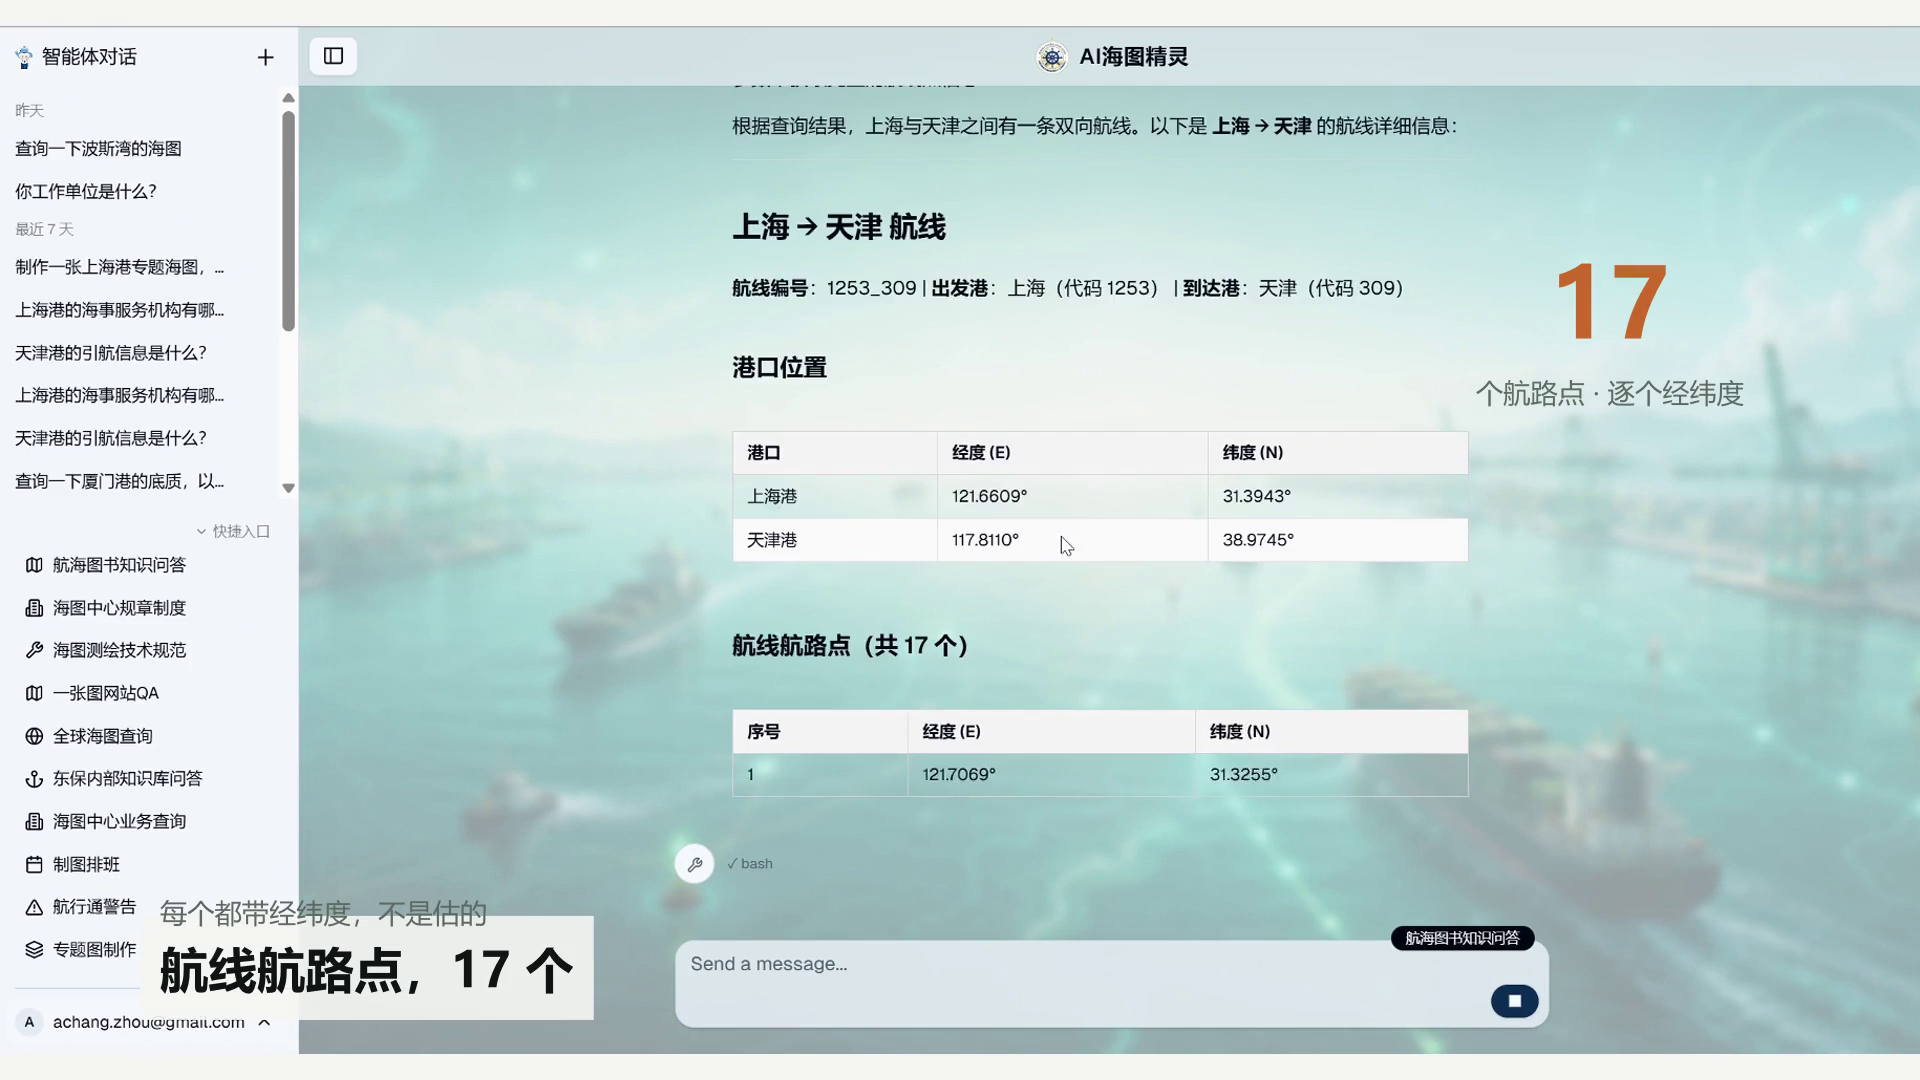 智能体对话
AI海图精灵
昨天
查询一下波斯湾的海图
你工作单位是什么？
最近 7 天
制作一张上海港专题海图，...
上海港的海事服务机构有哪...
天津港的引航信息是什么？
上海港的海事服务机构有哪...
天津港的引航信息是什么？
查询一下厦门港的底质，以...
快捷入口
航海图书知识问答
海图中心规章制度
海图测绘技术规范
一张图网站QA
全球海图查询
东保内部知识库问答
海图中心业务查询
制图排班
航行通警告
专题图制作
A achang.zhou@gmail.com
根据查询结果，上海与天津之间有一条双向航线。以下是 上海 → 天津 的航线详细信息：
上海 → 天津 航线
航线编号：1253_309 | 出发港：上海（代码 1253） | 到达港：天津（代码 309）
港口位置
港口 经度 (E) 纬度 (N)
上海港 121.6609° 31.3943°
天津港 117.8110° 38.9745°
航线航路点（共 17 个）
序号 经度 (E) 纬度 (N)
1 121.7069° 31.3255°
✓ bash
航海图书知识问答
Send a message...
17
个航路点 · 逐个经纬度
每个都带经纬度，不是估的
航线航路点，17 个